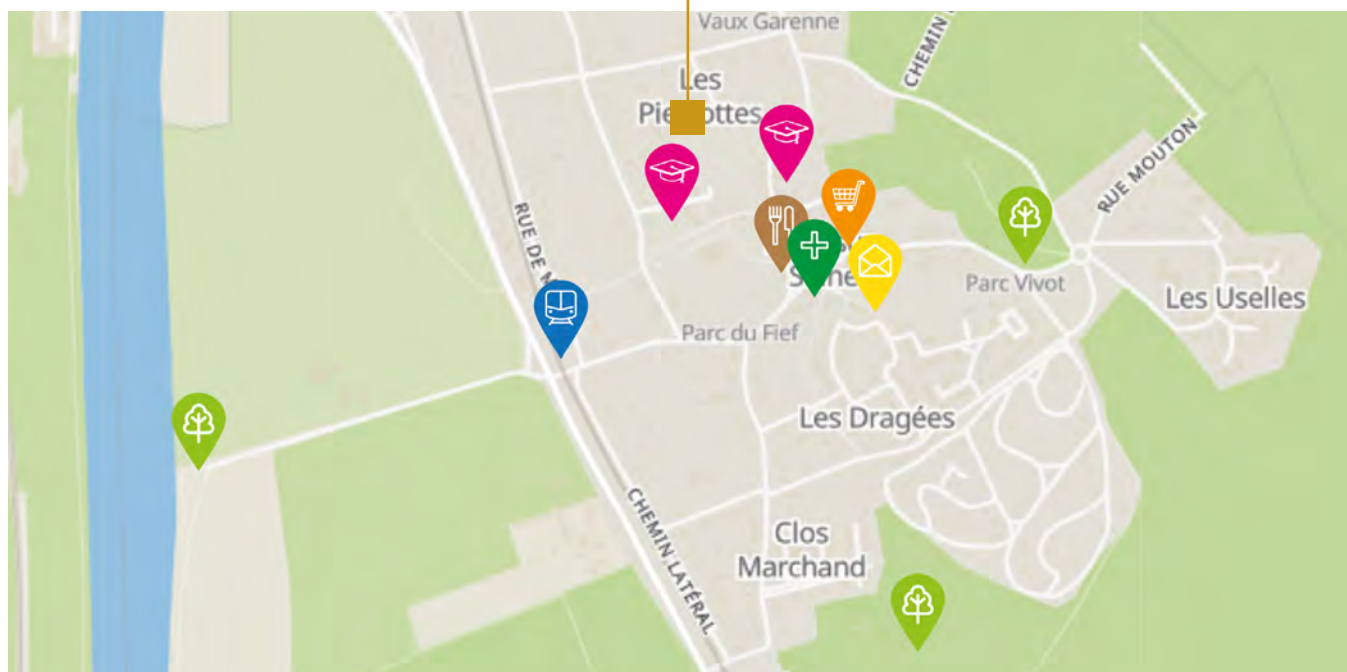 Vaux Garenne
CHEMIN
Les
RUE MOUTON
RUE DE
Parc Vivot
Les Uselles
Parc du Fief
Les Dragées
CHEMIN LATÉRAL
Clos
Marchand